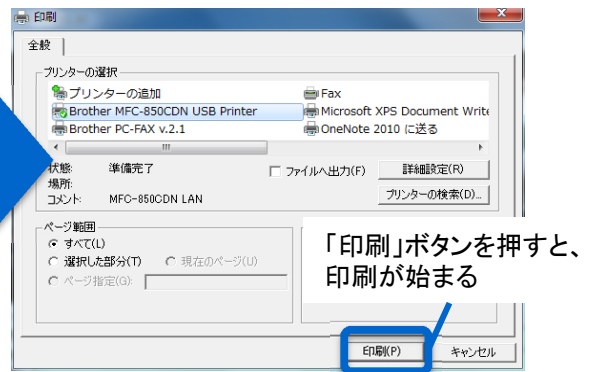 印刷
全般
プリンターの選択
プリンターの追加
Fax
Brother MFC-850CDN USB Printer
Microsoft XPS Document Write
Brother PC-FAX v.2.1
OneNote 2010 に送る
状態: 準備完了
ファイルへ出力(F)
詳細設定(R)
場所:
コメント: MFC-850CDN LAN
プリンターの検索(D)...
ページ範囲
すべて(L)
選択した部分(T)
現在のページ(U)
ページ指定(G):
「印刷」ボタンを押すと、
印刷が始まる
印刷(P)
キャンセル